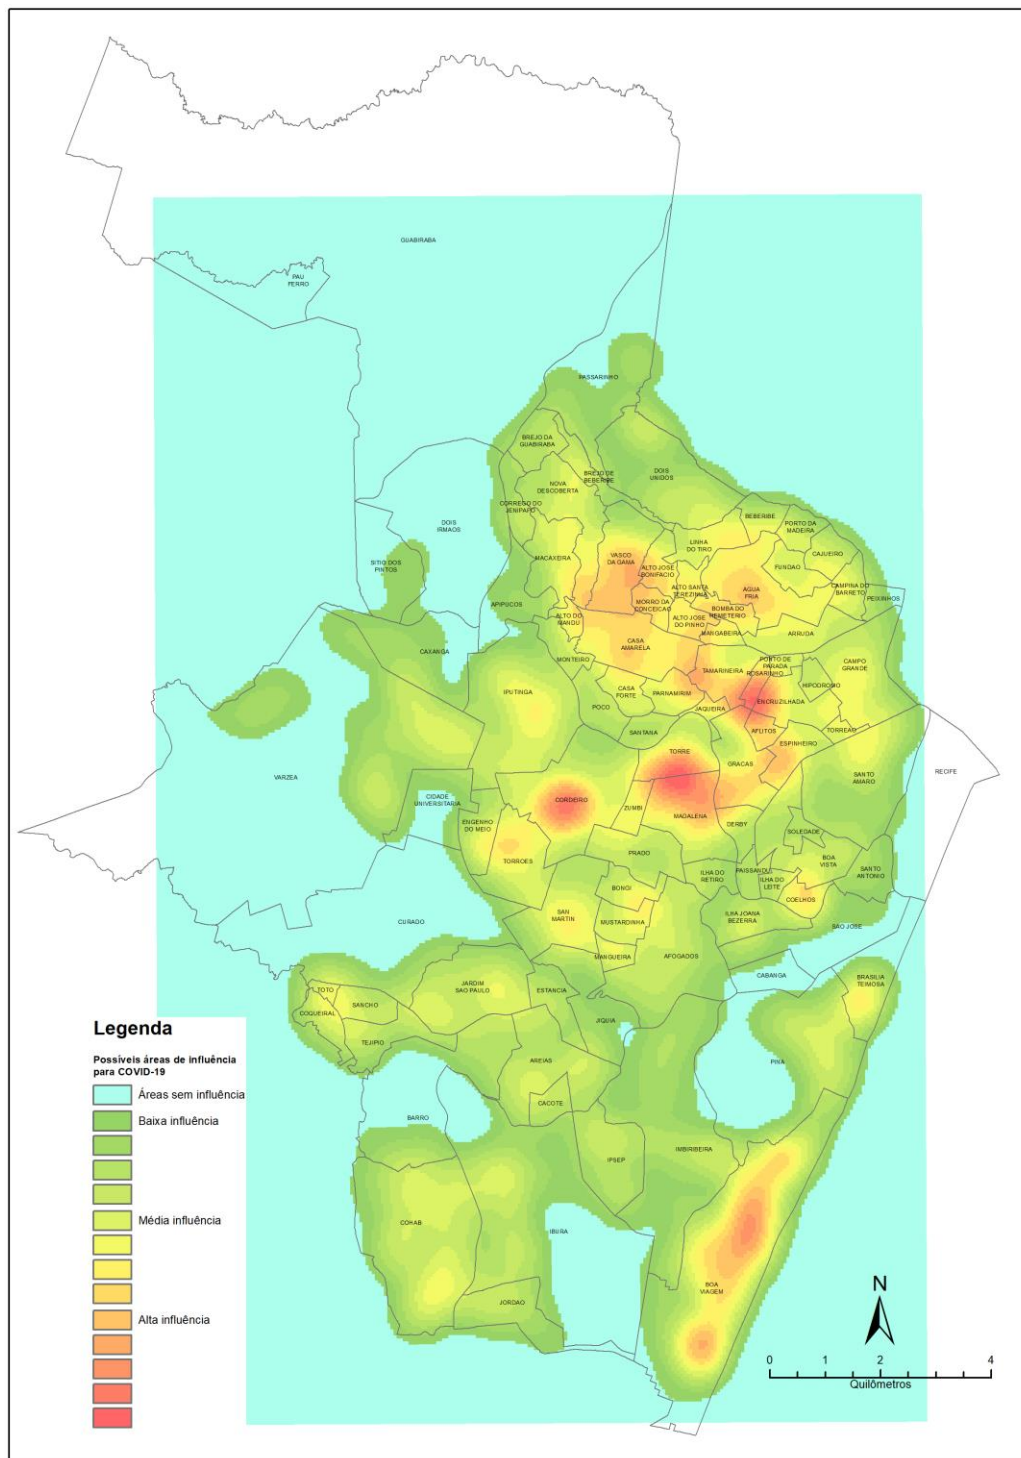 GUABIRABA
PAU
FERRO
PASSARINHO
BREJO DA
GUABIRABA
BREJO DE
BEBERIBE
DOIS
UNIDOS
NOVA
DESCOBERTA
CORREGO DO
JENIPAPO
DOIS
IRMAOS
BEBERIBE
PORTO DA
MADEIRA
LINHA
DO TIRO
CAJUEIRO
MACAXEIRA
VASCO
DA GAMA
ALTO JOSE
BONIFACIO
FUNDAO
SITIO DOS
PINTOS
AGUA
FRIA
ALTO SANTA
TEREZINHA
CAMPINA DO
BARRETO
PEIXINHOS
APIPUCOS
MORRO DA
CONCEICAO
BOMBA DO
HEMETERIO
ALTO DO
MANDU
ALTO JOSE
DO PINHO
MANGABEIRA
ARRUDA
CASA
AMARELA
CAXANGA
MONTEIRO
PONTO DE
PARADA
ROSARINHO
CAMPO
GRANDE
TAMARINEIRA
IPUTINGA
CASA
FORTE
PARNAMIRIM
HIPODROMO
ENCRUZILHADA
POCO
JAQUEIRA
SANTANA
AFLITOS
TORREAO
ESPINHEIRO
TORRE
GRACAS
SANTO
AMARO
RECIFE
VARZEA
CIDADE
UNIVERSITARIA
CORDEIRO
ZUMBI
MADALENA
DERBY
ENGENHO
DO MEIO
SOLEDADE
TORROES
PRADO
BOA
VISTA
ILHA DO
RETIRO
PAISSANDU
SANTO
ANTONIO
BONGI
ILHA DO
LEITE
COELHOS
CURADO
SAN
MARTIN
MUSTARDINHA
ILHA JOANA
BEZERRA
SAO JOSE
MANGUEIRA
AFOGADOS
CABANGA
BRASILIA
TEIMOSA
TOTO
SANCHO
JARDIM
SAO PAULO
ESTANCIA
COQUEIRAL
JIQUIA
TEJIPIO
AREIAS
PINA
CACOTE
BARRO
IPSEP
IMBIRIBEIRA
COHAB
IBURA
BOA
VIAGEM
JORDAO
Legenda
Possíveis áreas de influência
para COVID-19
Áreas sem influência
Baixa influência
Média influência
Alta influência
N
0 1 2 4
Quilômetros